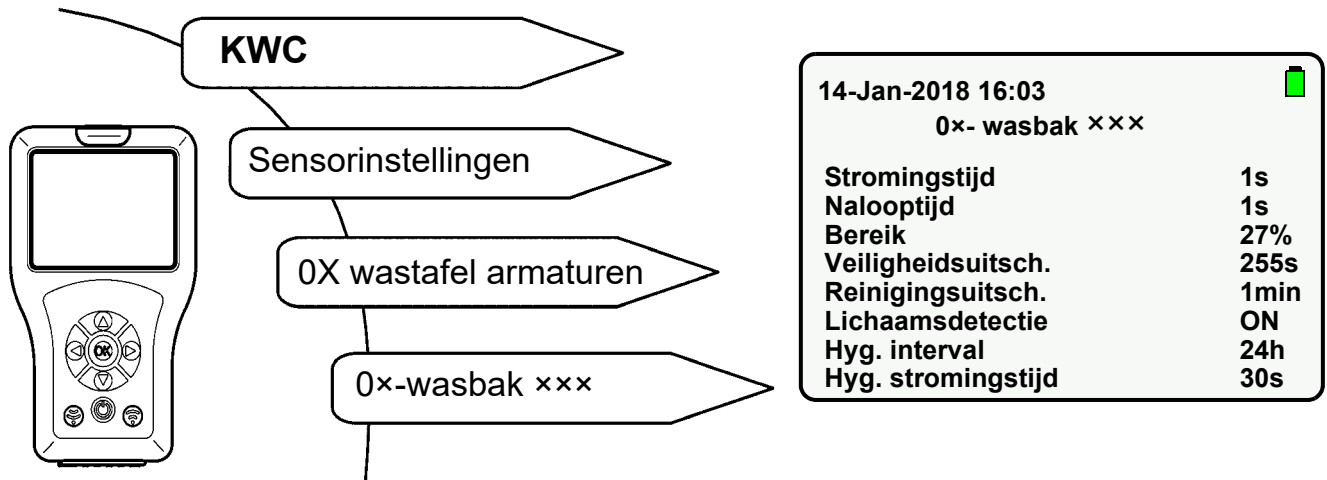 KWC
Sensorinstellingen
0X wastafel armaturen
0×-wasbak ×××
OK
14-Jan-2018 16:03
0×- wasbak ×××
Stromingstijd 1s
Nalooptijd 1s
Bereik 27%
Veiligheidsuitsch. 255s
Reinigingsuitsch. 1min
Lichaamsdetectie ON
Hyg. interval 24h
Hyg. stromingstijd 30s